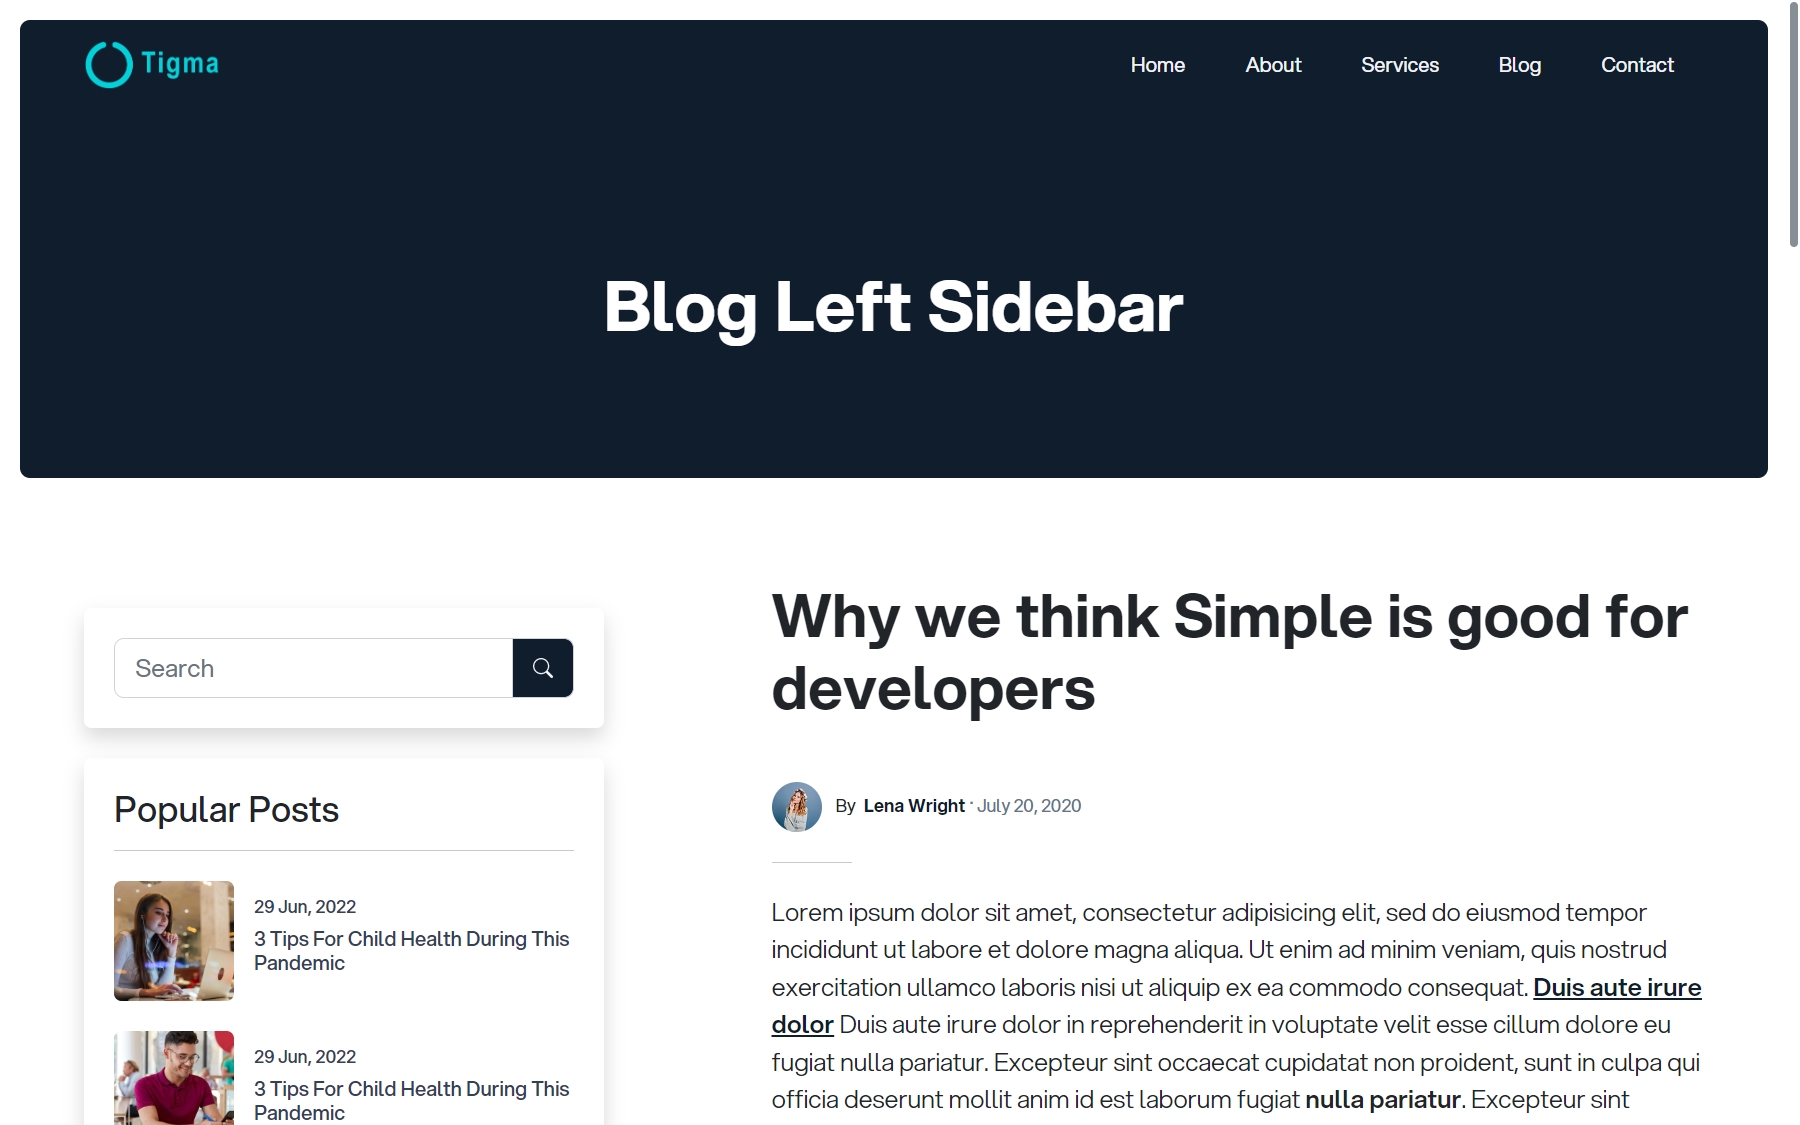 Tigma
Home About Services Blog Contact
Blog Left Sidebar
Search
Popular Posts
29 Jun, 2022
3 Tips For Child Health During This
Pandemic
29 Jun, 2022
3 Tips For Child Health During This
Pandemic
Why we think Simple is good for
developers
By Lena Wright · July 20, 2020
Lorem ipsum dolor sit amet, consectetur adipisicing elit, sed do eiusmod tempor
incididunt ut labore et dolore magna aliqua. Ut enim ad minim veniam, quis nostrud
exercitation ullamco laboris nisi ut aliquip ex ea commodo consequat. Duis aute irure
dolor Duis aute irure dolor in reprehenderit in voluptate velit esse cillum dolore eu
fugiat nulla pariatur. Excepteur sint occaecat cupidatat non proident, sunt in culpa qui
officia deserunt mollit anim id est laborum fugiat nulla pariatur. Excepteur sint